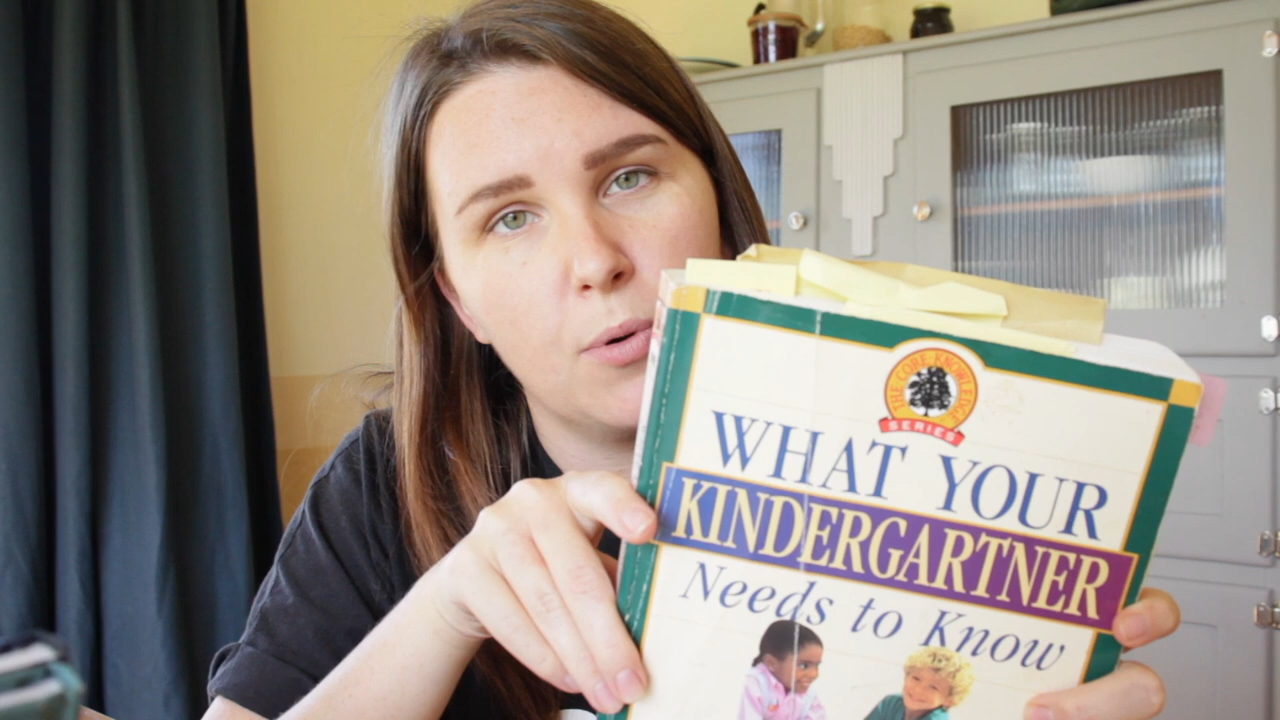 THE CORE KNOWLEDGE
SERIES
WHAT YOUR
KINDERGARTNER
Needs to Know